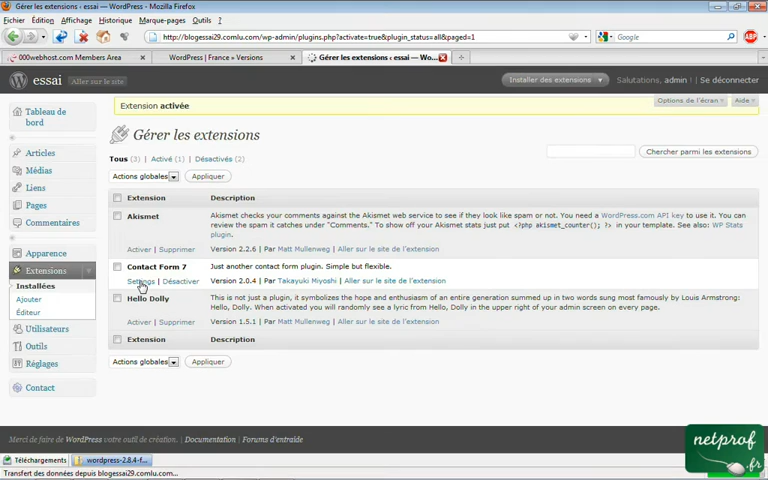 Gérer les extensions ‹ essai — WordPress - Mozilla Firefox
Fichier Édition Affichage Historique Marque-pages Outils ?
http://blogessai29.comlu.com/wp-admin/plugins.php?activate=true&plugin_status=all&paged=1
Google
ABP
000webhost.com Members Area
WordPress | France » Versions
Gérer les extensions ‹ essai — Wo...
essai Aller sur le site
Installer des extensions
Salutations, admin ! | Se déconnecter
Extension activée
Options de l'écran
Aide
Gérer les extensions
Tous (3) | Activé (1) | Désactivés (2)
Chercher parmi les extensions
Actions globales Appliquer
Extension Description
Akismet
Akismet checks your comments against the Akismet web service to see if they look like spam or not. You need a WordPress.com API key to use it. You can
review the spam it catches under "Comments." To show off your Akismet stats just put <?php akismet_counter(); ?> in your template. See also: WP Stats
plugin.
Activer | Supprimer
Version 2.2.6 | Par Matt Mullenweg | Aller sur le site de l'extension
Contact Form 7
Just another contact form plugin. Simple but flexible.
Settings | Désactiver
Version 2.0.4 | Par Takayuki Miyoshi | Aller sur le site de l'extension
Hello Dolly
This is not just a plugin, it symbolizes the hope and enthusiasm of an entire generation summed up in two words sung most famously by Louis Armstrong:
Hello, Dolly. When activated you will randomly see a lyric from Hello, Dolly in the upper right of your admin screen on every page.
Activer | Supprimer
Version 1.5.1 | Par Matt Mullenweg | Aller sur le site de l'extension
Extension Description
Actions globales Appliquer
Tableau de
bord
Articles
Médias
Liens
Pages
Commentaires
Apparence
Extensions
Installées
Ajouter
Éditeur
Utilisateurs
Outils
Réglages
Contact
Merci de faire de WordPress votre outil de création. | Documentation | Forums d'entraide
Téléchargements
wordpress-2.8.4-f...
Transfert des données depuis blogessai29.comlu.com...
netprof
.fr